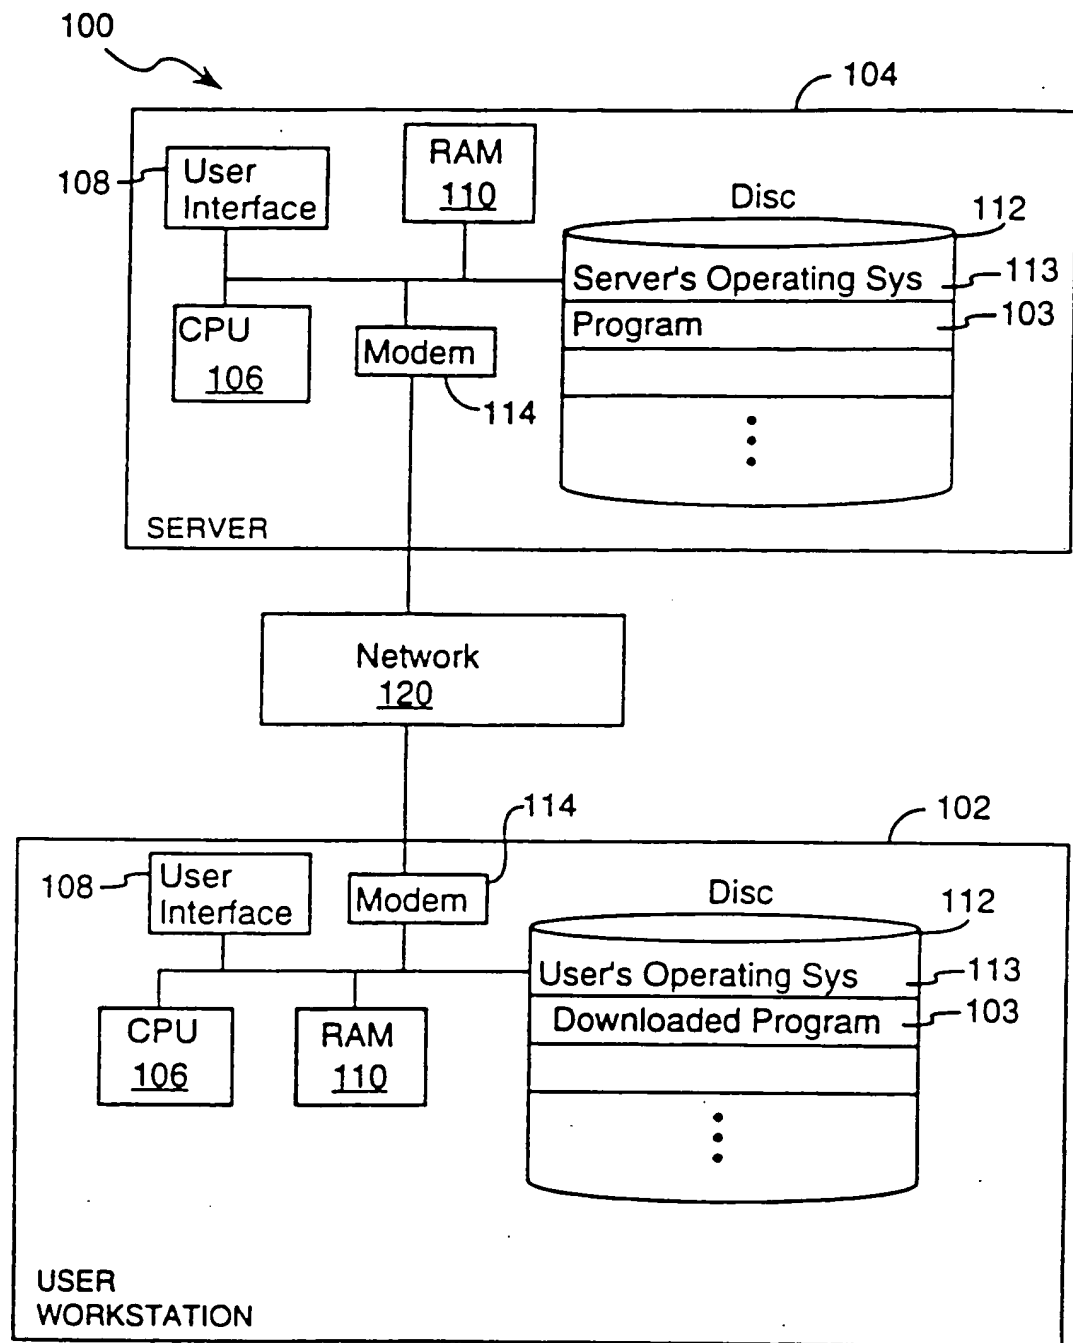 100
104
108
User
Interface
RAM
110
Disc
112
Server's Operating Sys
113
Program
103
CPU
106
Modem
114
SERVER
Network
120
114
102
108
User
Interface
Modem
Disc
112
User's Operating Sys
113
Downloaded Program
103
CPU
106
RAM
110
USER
WORKSTATION